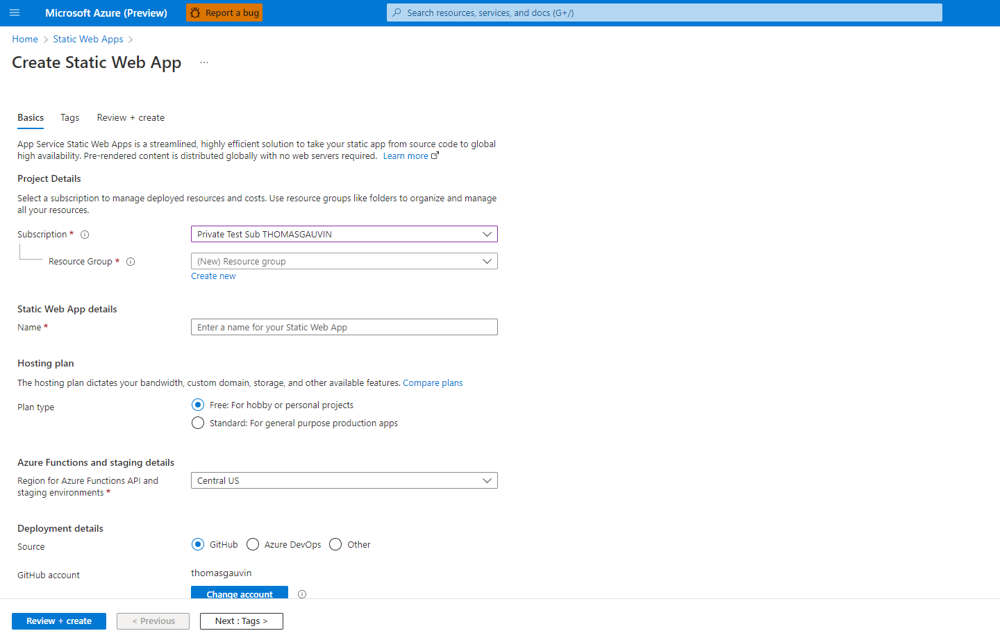 Microsoft Azure (Preview)
Report a bug
Search resources, services, and docs (G+/)
Home > Static Web Apps >
Create Static Web App ...
Basics Tags Review + create
App Service Static Web Apps is a streamlined, highly efficient solution to take your static app from source code to global
high availability. Pre-rendered content is distributed globally with no web servers required. Learn more
Project Details
Select a subscription to manage deployed resources and costs. Use resource groups like folders to organize and manage
all your resources.
Subscription *
Private Test Sub THOMASGAUVIN
Resource Group *
(New) Resource group
Create new
Static Web App details
Name *
Enter a name for your Static Web App
Hosting plan
The hosting plan dictates your bandwidth, custom domain, storage, and other available features. Compare plans
Plan type
Free: For hobby or personal projects
Standard: For general purpose production apps
Azure Functions and staging details
Region for Azure Functions API and
staging environments *
Central US
Deployment details
Source
GitHub Azure DevOps Other
GitHub account
thomasgauvin
Change account
Review + create
< Previous
Next : Tags >